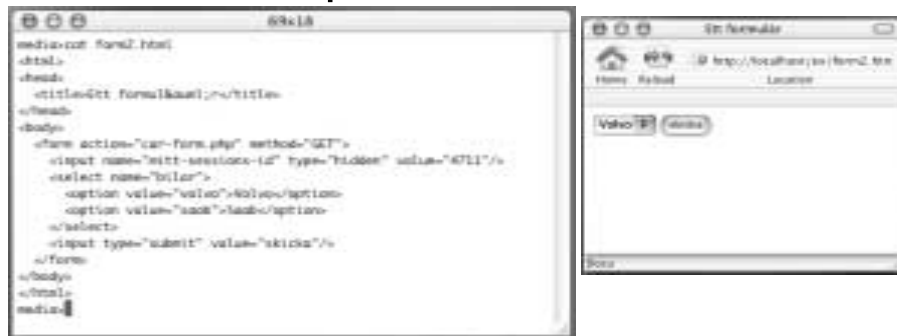 69x18
media>cat form2.html
<html>
<head>
<title>Ett formul&auml;r</title>
</head>
<body>
<form action="car-form.php" method="GET">
<input name="mitt-sessions-id" type="hidden" value="4711"/>
<select name="bilar">
<option value="volvo">Volvo</option>
<option value="saab">Saab</option>
</select>
<input type="submit" value="skicka"/>
</form>
</body>
</html>
media>
Ett formulär
Home Reload Location
Volvo skicka